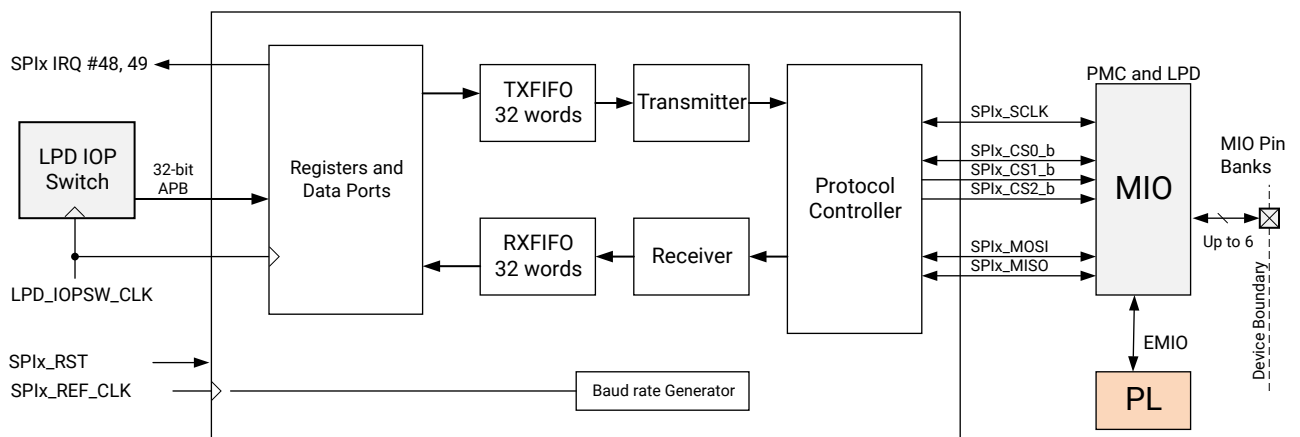 SPIx IRQ #48, 49
LPD IOP
Switch
32-bit
APB
LPD_IOPSW_CLK
SPIx_RST
SPIx_REF_CLK
Registers and
Data Ports
TXFIFO
32 words
Transmitter
RXFIFO
32 words
Receiver
Baud rate Generator
Protocol
Controller
SPIx_SCLK
SPIx_CS0_b
SPIx_CS1_b
SPIx_CS2_b
SPIx_MOSI
SPIx_MISO
PMC and LPD
MIO
EMIO
PL
MIO Pin
Banks
Up to 6
Device Boundary